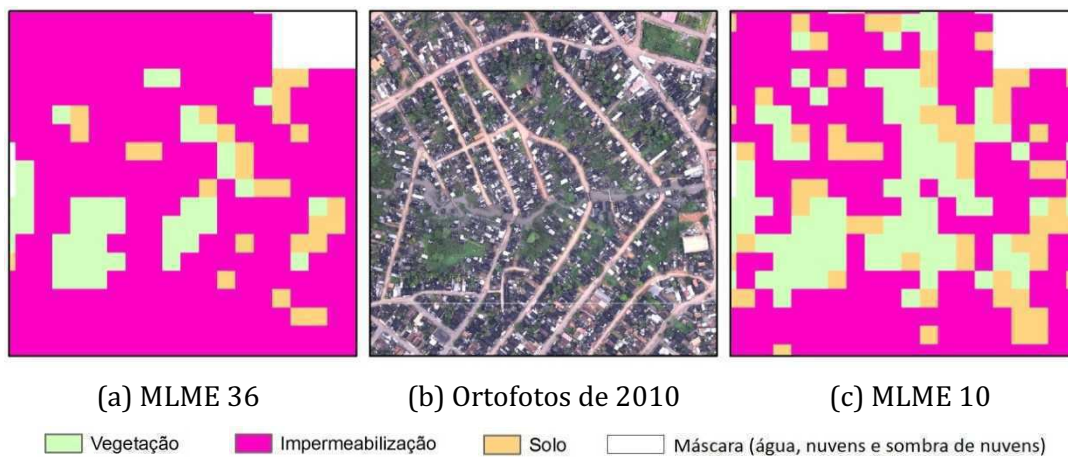 (a) MLME 36
(b) Ortofotos de 2010
(c) MLME 10
Vegetação
Impermeabilização
Solo
Máscara (água, nuvens e sombra de nuvens)